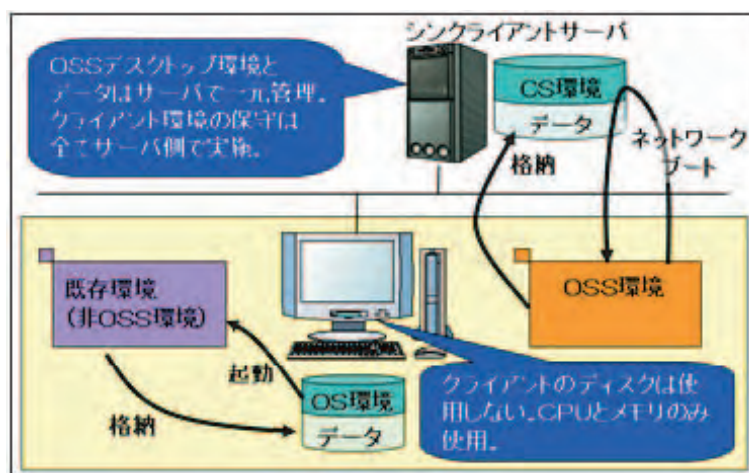 シンクライアントサーバ
OSSデスクトップ環境と
データはサーバで一元管理。
クライアント環境の保守は
全てサーバ側で実施。
CS環境
データ
格納
ネットワーク
ブート
既存環境
(非OSS環境)
OSS環境
起動
格納
OS環境
データ
クライアントのディスクは使
用しない。CPUとメモリのみ
使用。